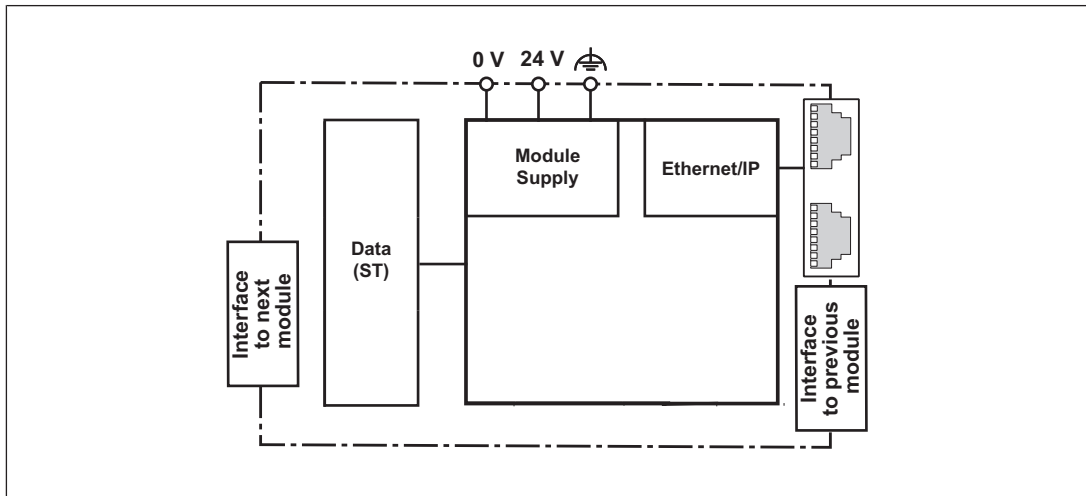 0 V 24 V
Module
Supply
Ethernet/IP
Data
(ST)
Interface
to next
module
Interface
to previous
module